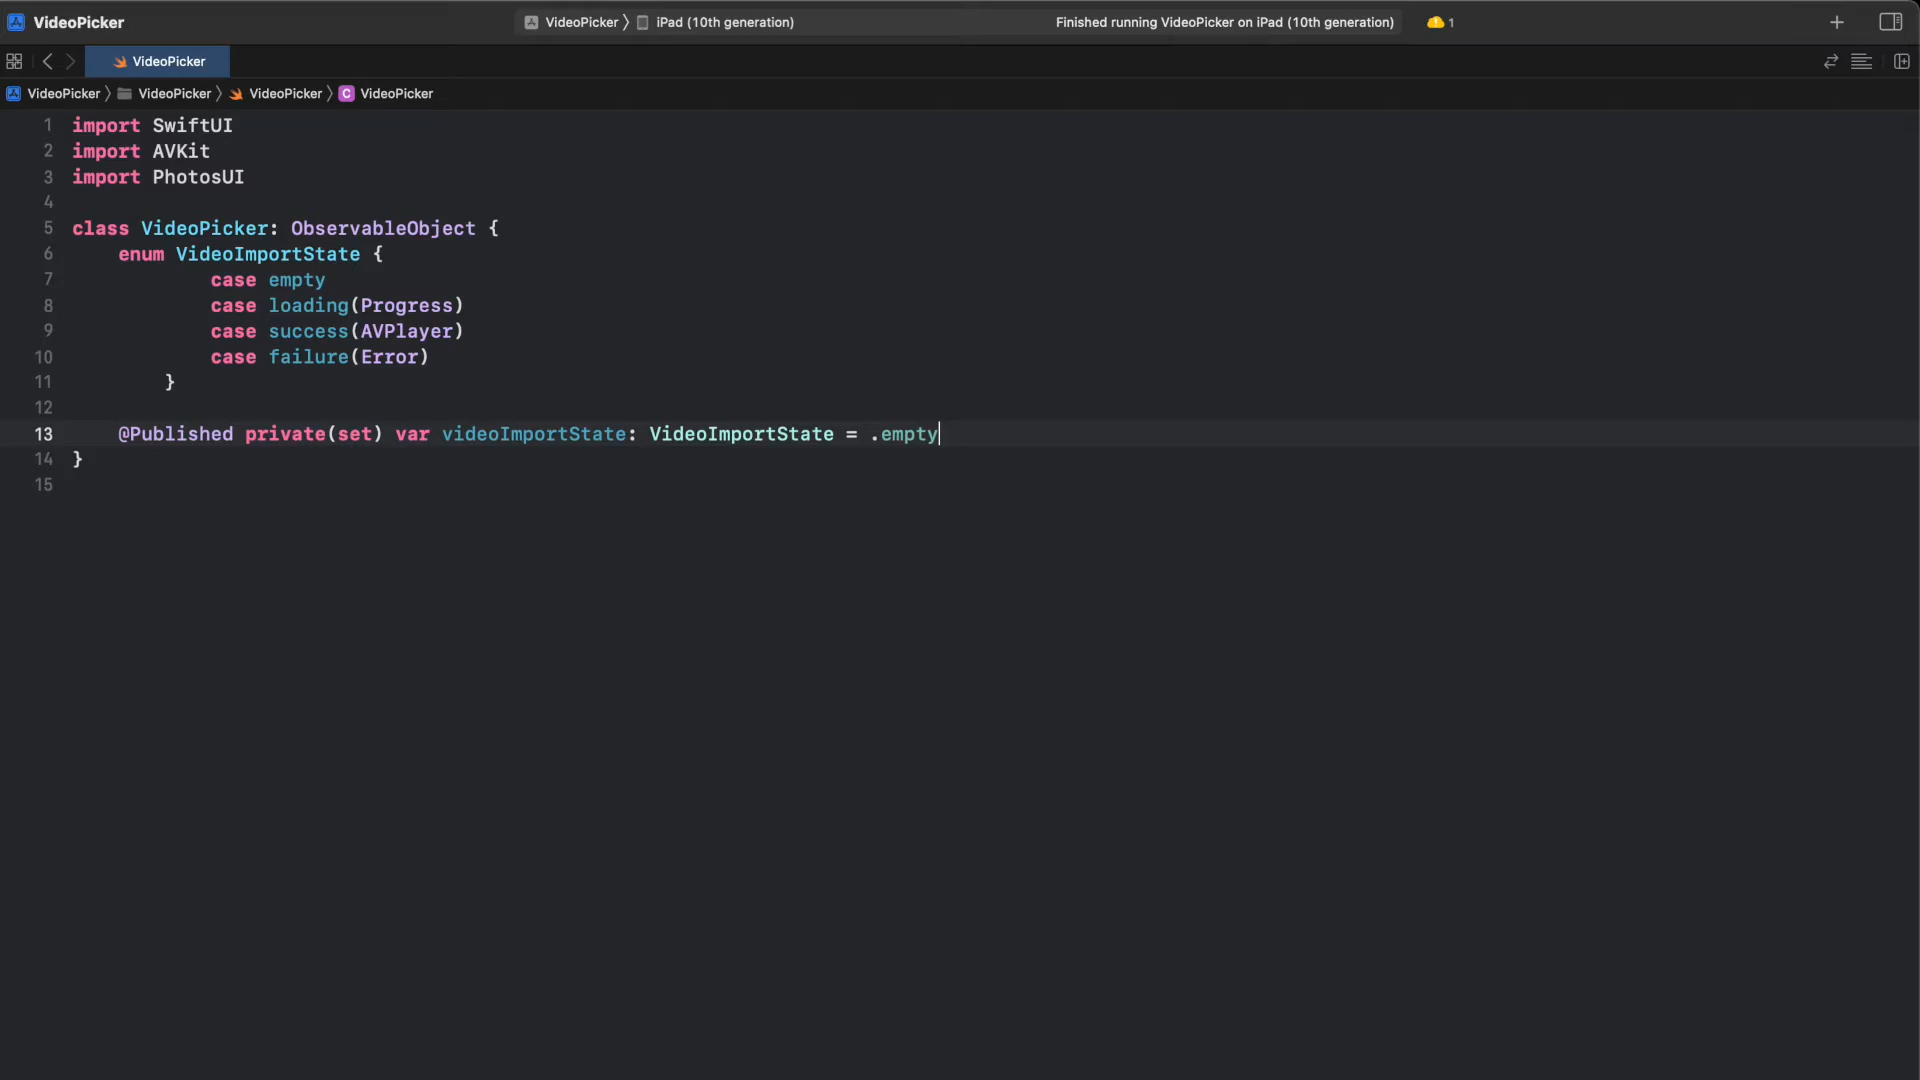 VideoPicker
VideoPicker iPad (10th generation) Finished running VideoPicker on iPad (10th generation) 1
VideoPicker
VideoPicker VideoPicker VideoPicker C VideoPicker
1 import SwiftUI
2 import AVKit
3 import PhotosUI
4
5 class VideoPicker: ObservableObject {
6 enum VideoImportState {
7 case empty
8 case loading(Progress)
9 case success(AVPlayer)
10 case failure(Error)
11 }
12
13 @Published private(set) var videoImportState: VideoImportState = .empty
14 }
15